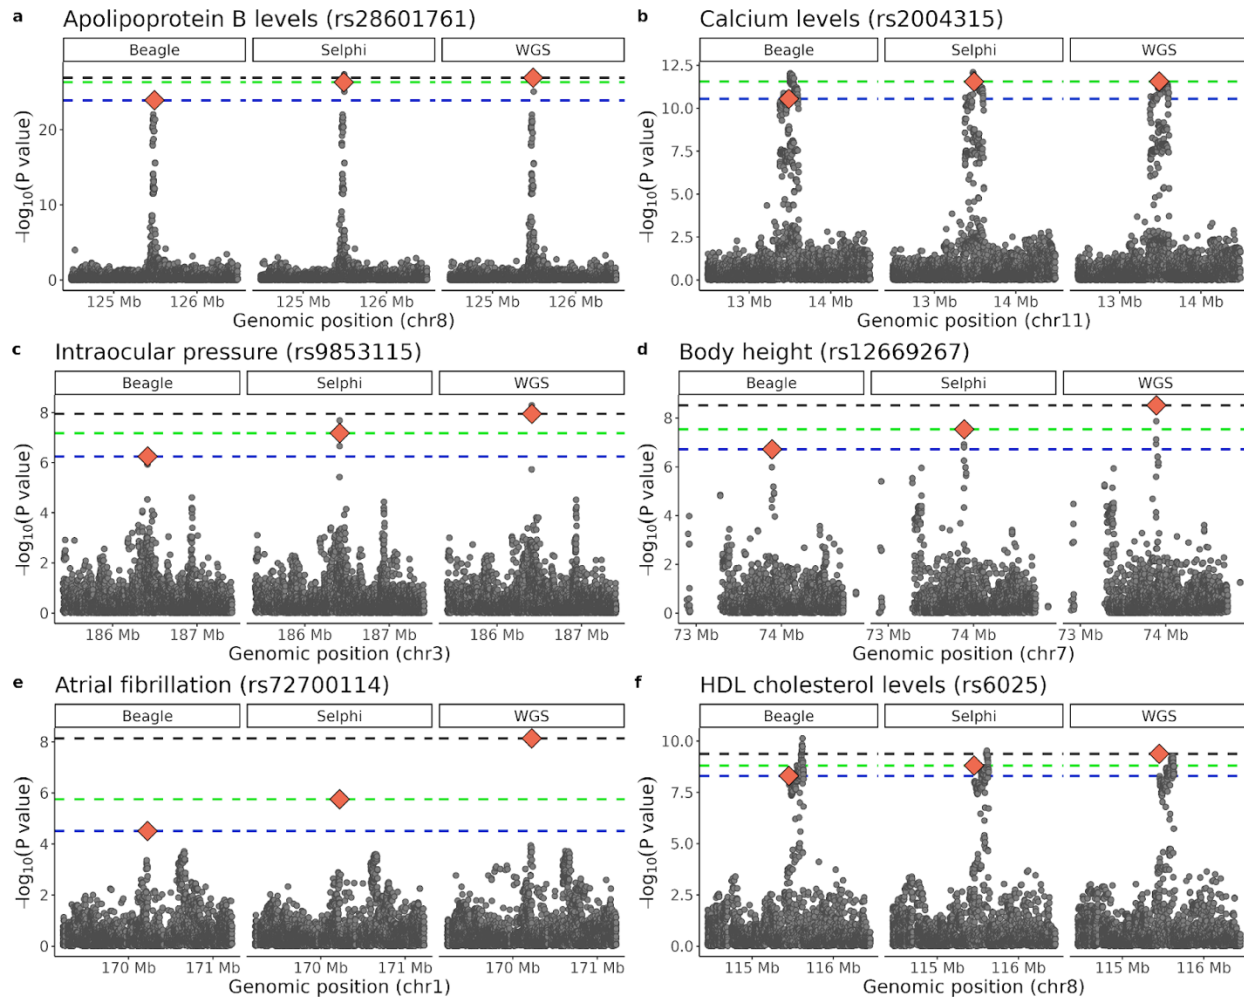 a Apolipoprotein B levels (rs28601761)
Beagle Selphi WGS
−log10(P value)
20
10
0
125 Mb 126 Mb 125 Mb 126 Mb 125 Mb 126 Mb
Genomic position (chr8)
b Calcium levels (rs2004315)
Beagle Selphi WGS
−log10(P value)
12.5
10.0
7.5
5.0
2.5
0.0
13 Mb 14 Mb 13 Mb 14 Mb 13 Mb 14 Mb
Genomic position (chr11)
c Intraocular pressure (rs9853115)
Beagle Selphi WGS
−log10(P value)
8
6
4
2
0
186 Mb 187 Mb 186 Mb 187 Mb 186 Mb 187 Mb
Genomic position (chr3)
d Body height (rs12669267)
Beagle Selphi WGS
−log10(P value)
8
6
4
2
0
73 Mb 74 Mb 73 Mb 74 Mb 73 Mb 74 Mb
Genomic position (chr7)
e Atrial fibrillation (rs72700114)
Beagle Selphi WGS
−log10(P value)
8
6
4
2
0
170 Mb 171 Mb 170 Mb 171 Mb 170 Mb 171 Mb
Genomic position (chr1)
f HDL cholesterol levels (rs6025)
Beagle Selphi WGS
−log10(P value)
10.0
7.5
5.0
2.5
0.0
115 Mb 116 Mb 115 Mb 116 Mb 115 Mb 116 Mb
Genomic position (chr8)